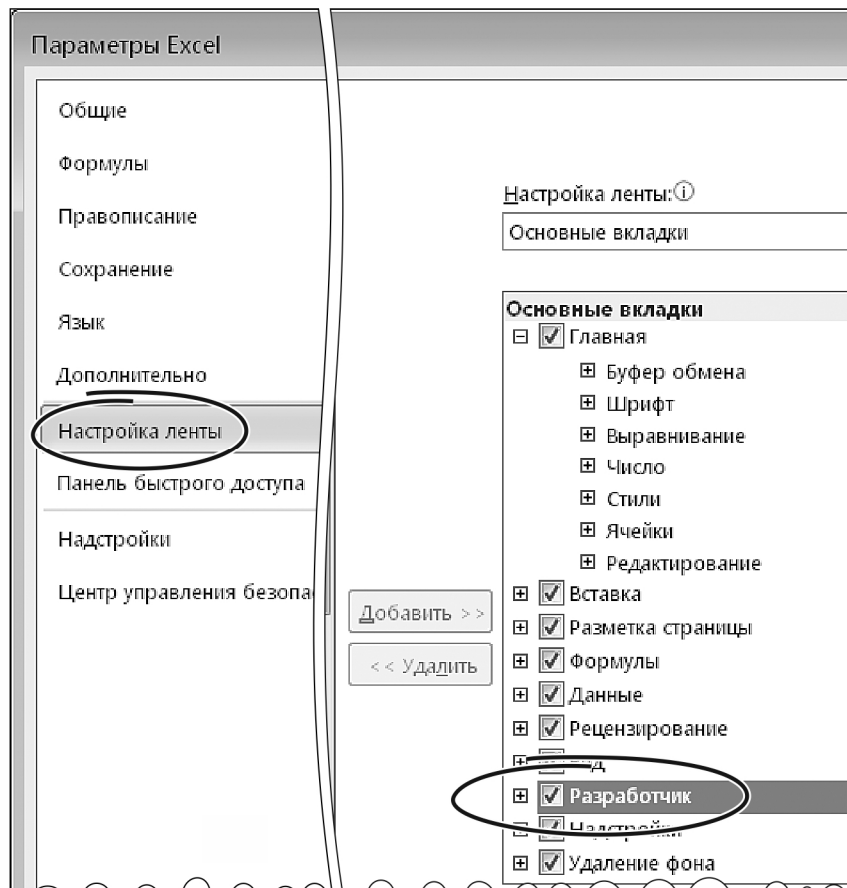 Параметры Excel
Общие
Формулы
Правописание
Сохранение
Язык
Дополнительно
Настройка ленты
Панель быстрого доступа
Надстройки
Центр управления
Добавить >>
<< Удалить
Настройка ленты:
Основные вкладки
Основные вкладки
Главная
Буфер обмена
Шрифт
Выравнивание
Число
Стили
Ячейки
Редактирование
Вставка
Разметка страницы
Формулы
Данные
Рецензирование
Вид
Разработчик
Надстройки
Удаление фона